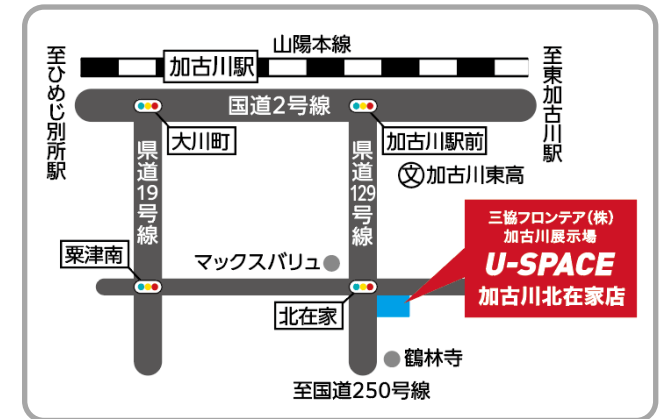 山陽本線
至ひめじ別所駅
加古川駅
至東加古川駅
国道2号線
大川町
加古川駅前
県道19号線
県道129号線
文加古川東高
三協フロンテア(株)
加古川展示場
U-SPACE
加古川北在家店
粟津南
マックスバリュ
北在家
鶴林寺
至国道250号線